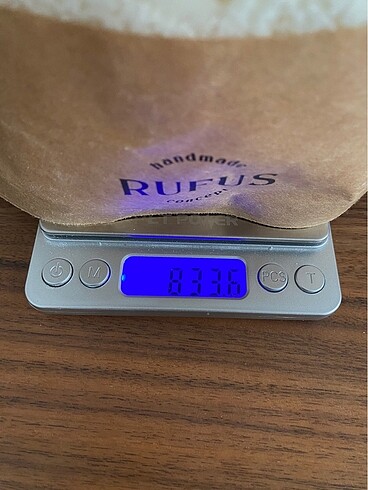 handmade
RUFUS
concept
M
833.6
PCS
T